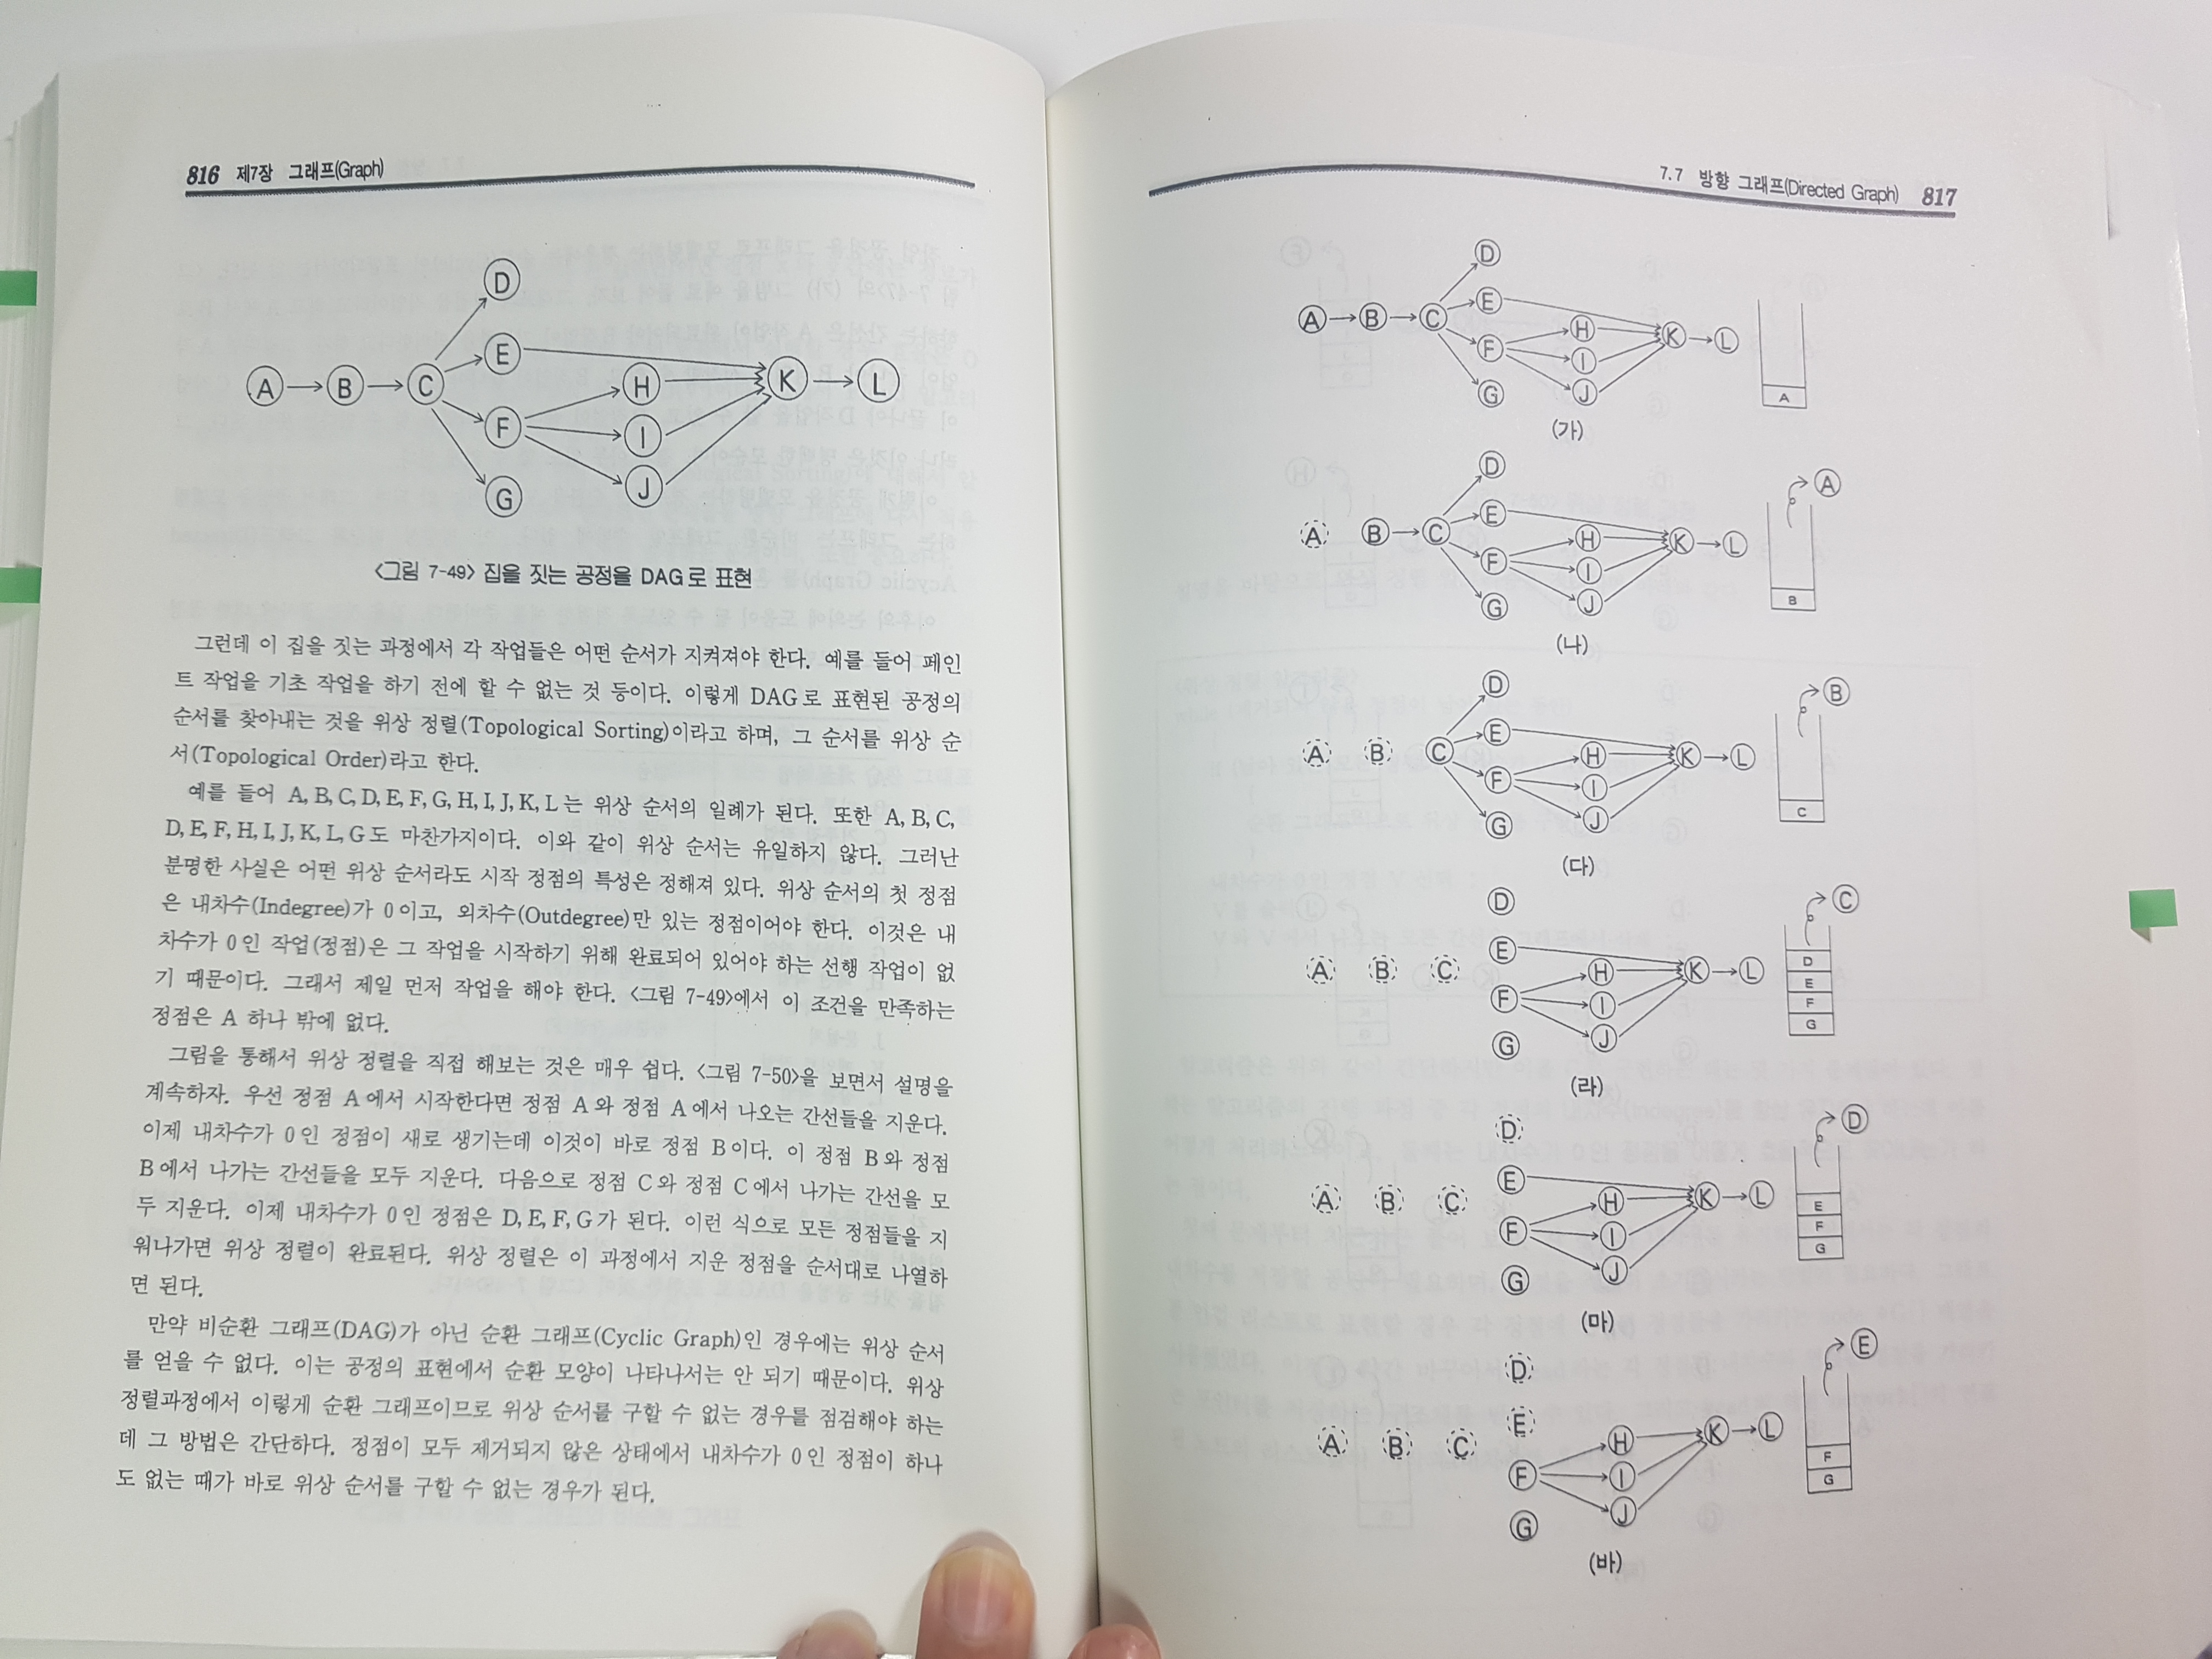 816 제7장 그래프(Graph)
D
E
A B C H K L
F I
G J
<그림 7-49> 집을 짓는 공정을 DAG로 표현
그런데 이 집을 짓는 과정에서 각 작업들은 어떤 순서가 지켜져야 한다. 예를 들어 페인
트 작업을 기초 작업을 하기 전에 할 수 없는 것 등이다. 이렇게 DAG로 표현된 공정의
순서를 찾아내는 것을 위상 정렬(Topological Sorting)이라고 하며, 그 순서를 위상 순
서(Topological Order)라고 한다.
예를 들어 A, B, C, D, E, F, G, H, I, J, K, L는 위상 순서의 일례가 된다. 또한 A, B, C,
D, E, F, H, I, J, K, L, G도 마찬가지이다. 이와 같이 위상 순서는 유일하지 않다. 그러난
분명한 사실은 어떤 위상 순서라도 시작 정점의 특성은 정해져 있다. 위상 순서의 첫 정점
은 내차수(Indegree)가 0이고, 외차수(Outdegree)만 있는 정점이어야 한다. 이것은 내
차수가 0인 작업(정점)은 그 작업을 시작하기 위해 완료되어 있어야 하는 선행 작업이 없
기 때문이다. 그래서 제일 먼저 작업을 해야 한다. <그림 7-49>에서 이 조건을 만족하는
정점은 A 하나 밖에 없다.
그림을 통해서 위상 정렬을 직접 해보는 것은 매우 쉽다. <그림 7-50>을 보면서 설명을
계속하자. 우선 정점 A에서 시작한다면 정점 A와 정점 A에서 나오는 간선들을 지운다.
이제 내차수가 0인 정점이 새로 생기는데 이것이 바로 정점 B이다. 이 정점 B와 정점
B에서 나가는 간선들을 모두 지운다. 다음으로 정점 C와 정점 C에서 나가는 간선을 모
두 지운다. 이제 내차수가 0인 정점은 D, E, F, G가 된다. 이런 식으로 모든 정점들을 지
워나가면 위상 정렬이 완료된다. 위상 정렬은 이 과정에서 지운 정점을 순서대로 나열하
면 된다.
만약 비순환 그래프(DAG)가 아닌 순환 그래프(Cyclic Graph)인 경우에는 위상 순서
를 얻을 수 없다. 이는 공정의 표현에서 순환 모양이 나타나서는 안 되기 때문이다. 위상
정렬과정에서 이렇게 순환 그래프이므로 위상 순서를 구할 수 없는 경우를 점검해야 하는
데 그 방법은 간단하다. 정점이 모두 제거되지 않은 상태에서 내차수가 0인 정점이 하나
도 없는 때가 바로 위상 순서를 구할 수 없는 경우가 된다.
7.7 방향 그래프(Directed Graph) 817
D
E
A B C H K L
F I
G J A
(가)
D A
E
A B C H K L
F I
G J B
(나)
D B
E
A B C H K L
F I
G J C
(다)
D C
E D
A B C H K L E
F I F
G J G
(라)
D D
E
A B C H K L E
F I F
G J G
(마)
D E
E
A B C H K L
F I F
G J G
(바)